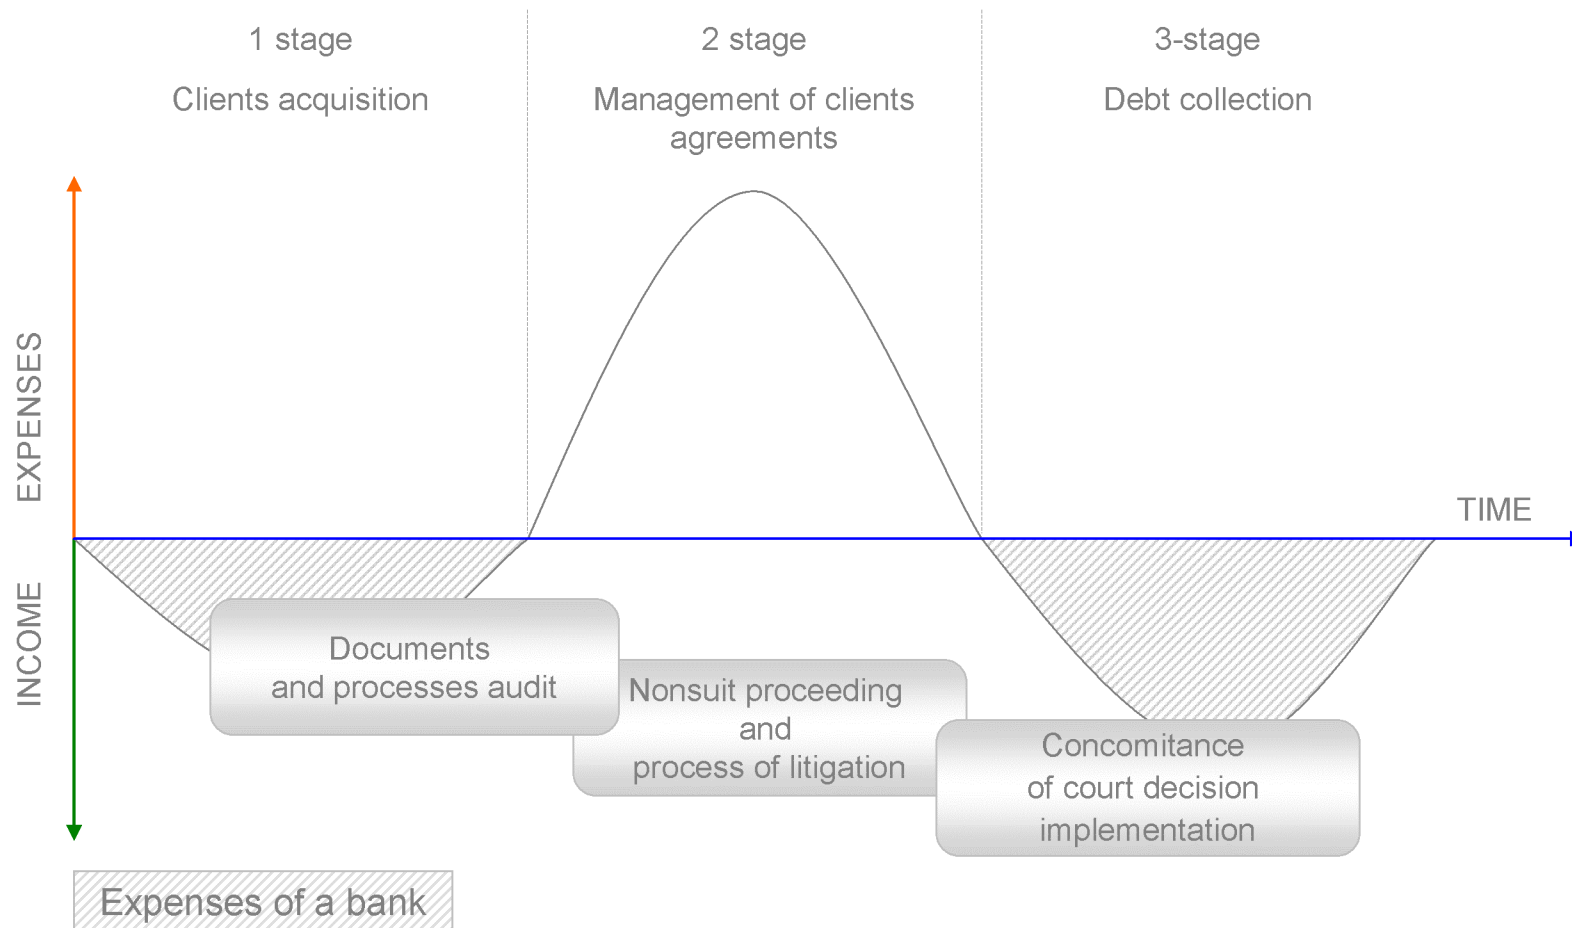 1 stage
2 stage
3-stage
Clients acquisition
Management of clients
agreements
Debt collection
EXPENSES
TIME
INCOME
Documents
and processes audit
Nonsuit proceeding
and
process of litigation
Concomitance
of court decision
implementation
Expenses of a bank